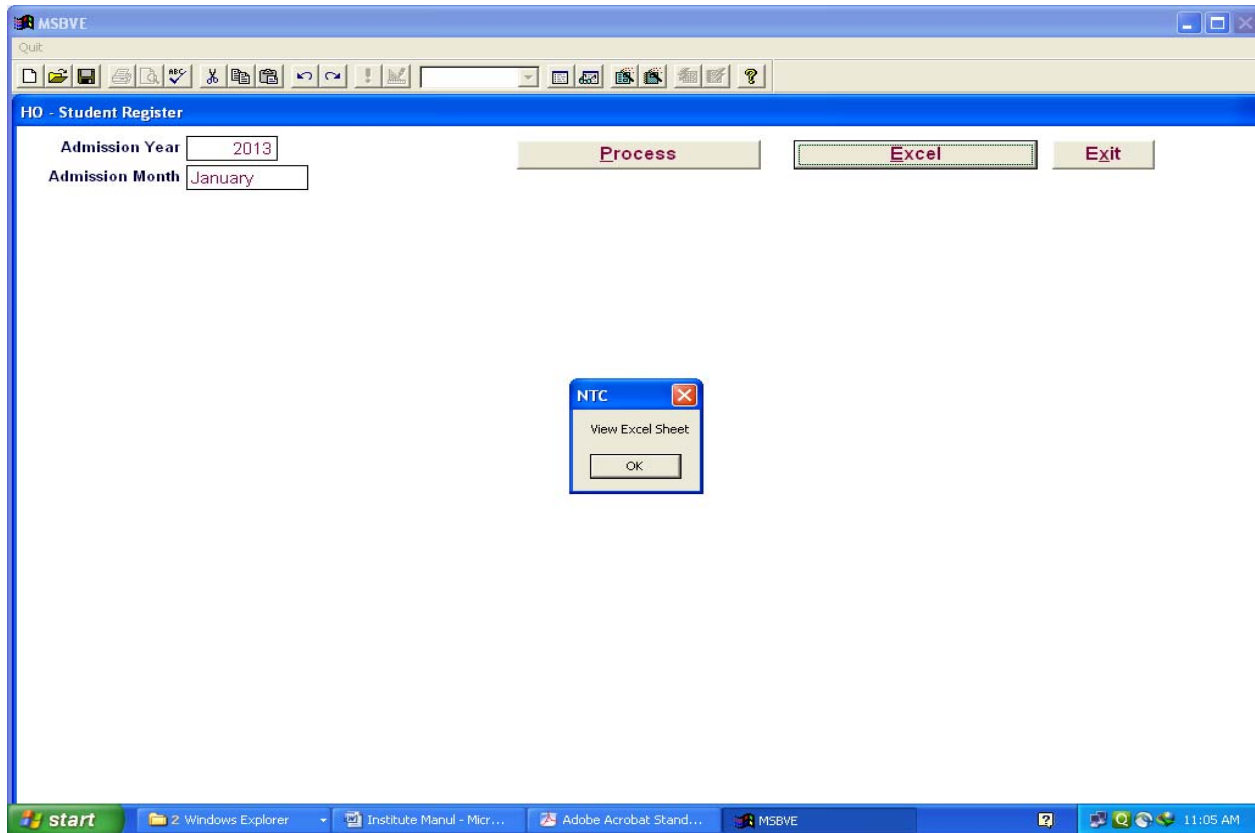 MSBVE
Quit
ABC
HO - Student Register
Admission Year 2013
Process
Excel
Exit
Admission Month January
NTC
View Excel Sheet
OK
start
2 Windows Explorer
Institute Manul - Micr...
Adobe Acrobat Stand...
MSBVE
11:05 AM